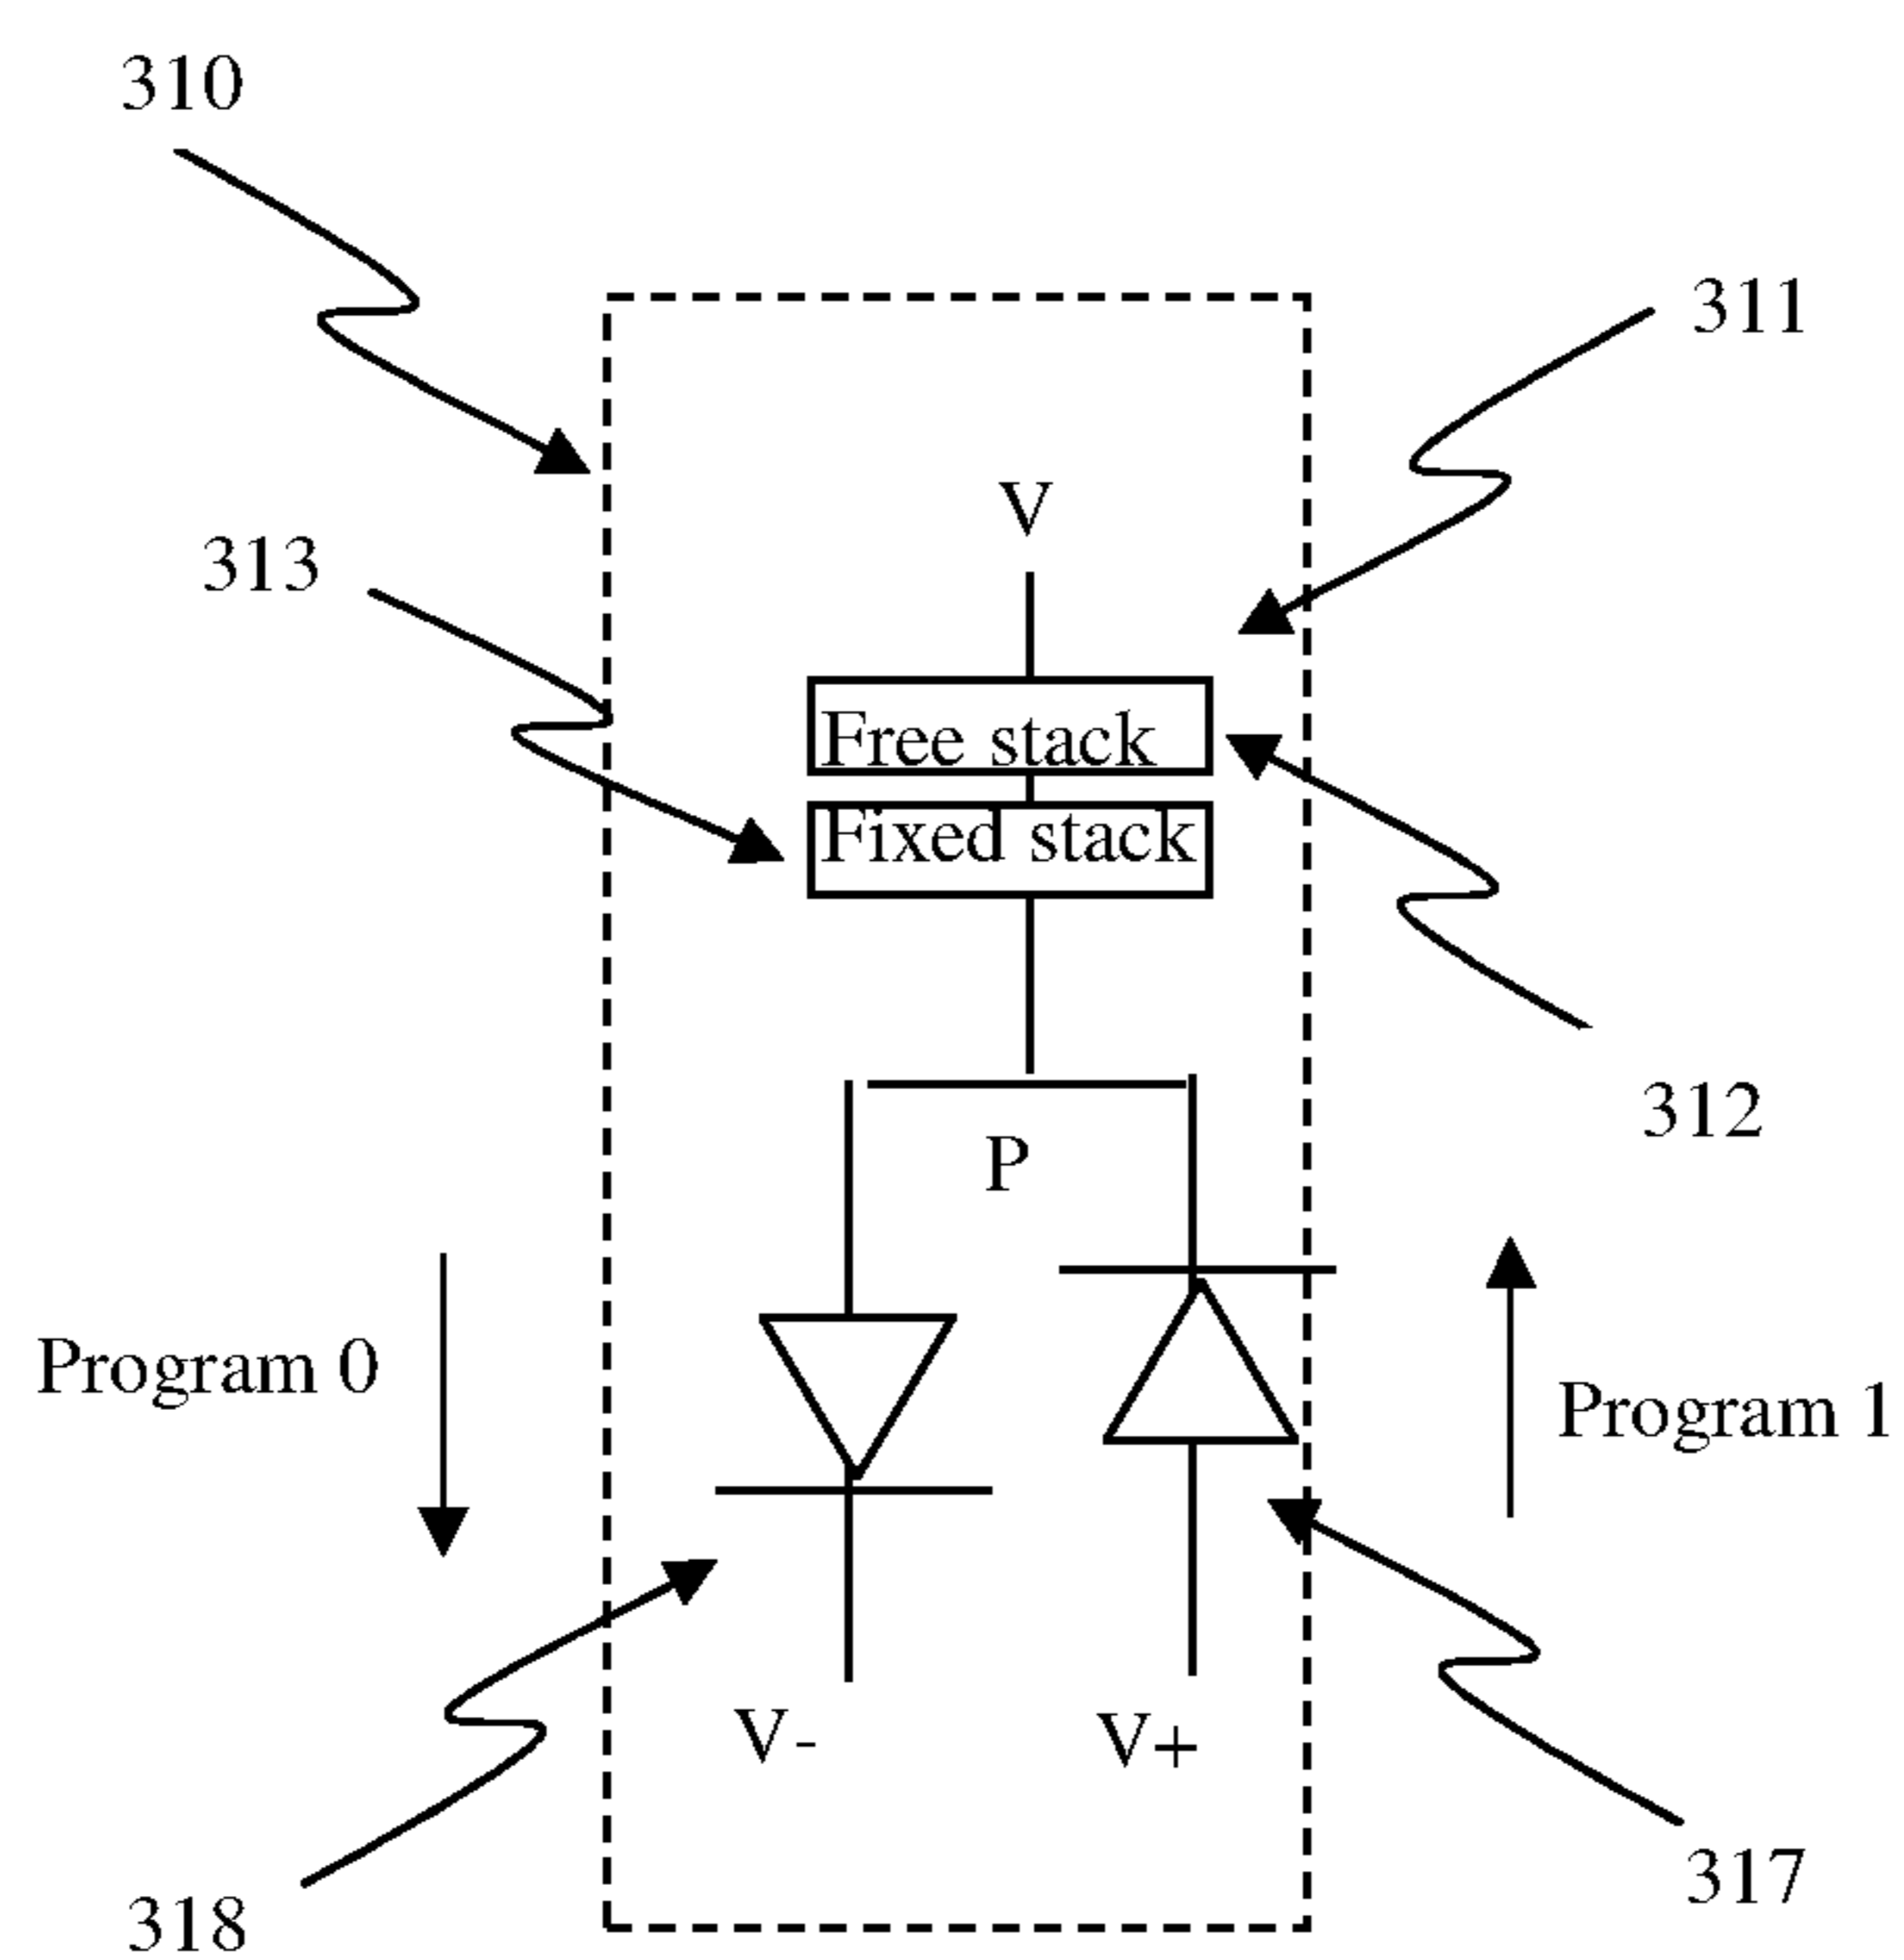 310
311
V
313
Free stack
Fixed stack
312
P
Program 0
Program 1
V-
V+
317
318